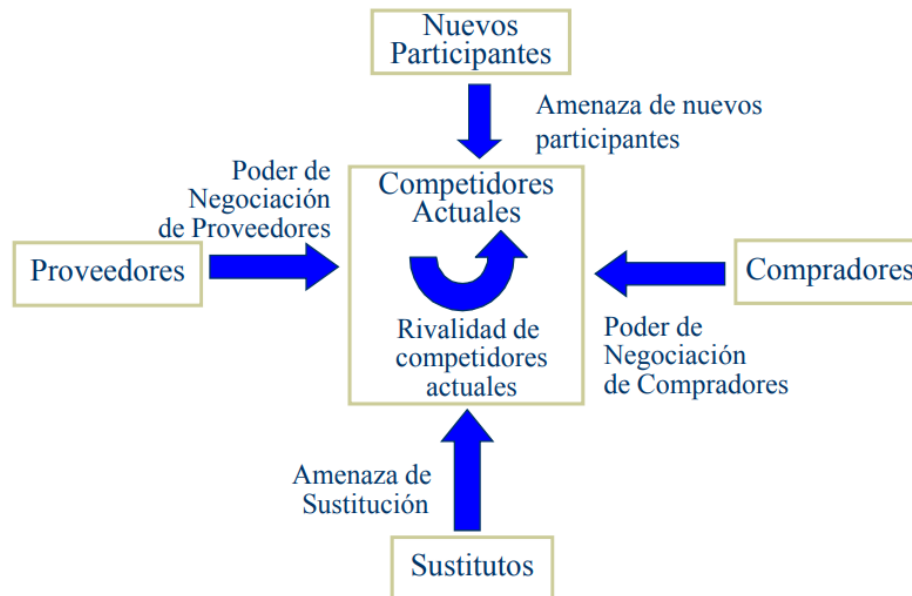 Nuevos
Participantes
Amenaza de nuevos
participantes
Poder de
Negociación
de Proveedores
Competidores
Actuales
Proveedores
Compradores
Rivalidad de
competidores
actuales
Poder de
Negociación
de Compradores
Amenaza de
Sustitución
Sustitutos